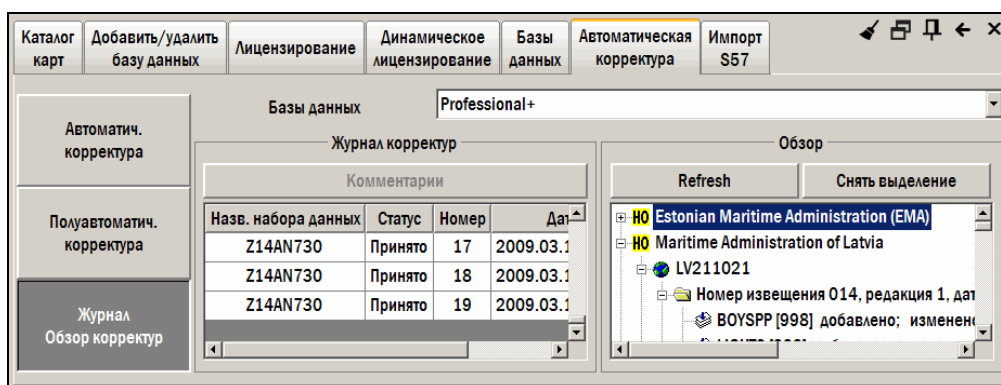 Каталог карт
Добавить/удалить базу данных
Лицензирование
Динамическое лицензирование
Базы данных
Автоматическая корректура
Импорт S57
Автоматич. корректура
Полуавтоматич. корректура
Журнал
Обзор корректур
Базы данных
Professional+
Журнал корректур
Комментарии
Назв. набора данных Статус Номер Дат
Z14AN730 Принято 17 2009.03.1
Z14AN730 Принято 18 2009.03.1
Z14AN730 Принято 19 2009.03.1
Обзор
Refresh Снять выделение
HO Estonian Maritime Administration (EMA)
HO Maritime Administration of Latvia
LV211021
Номер извещения 014, редакция 1, дат
BOYSPP [998] добавлено; изменено